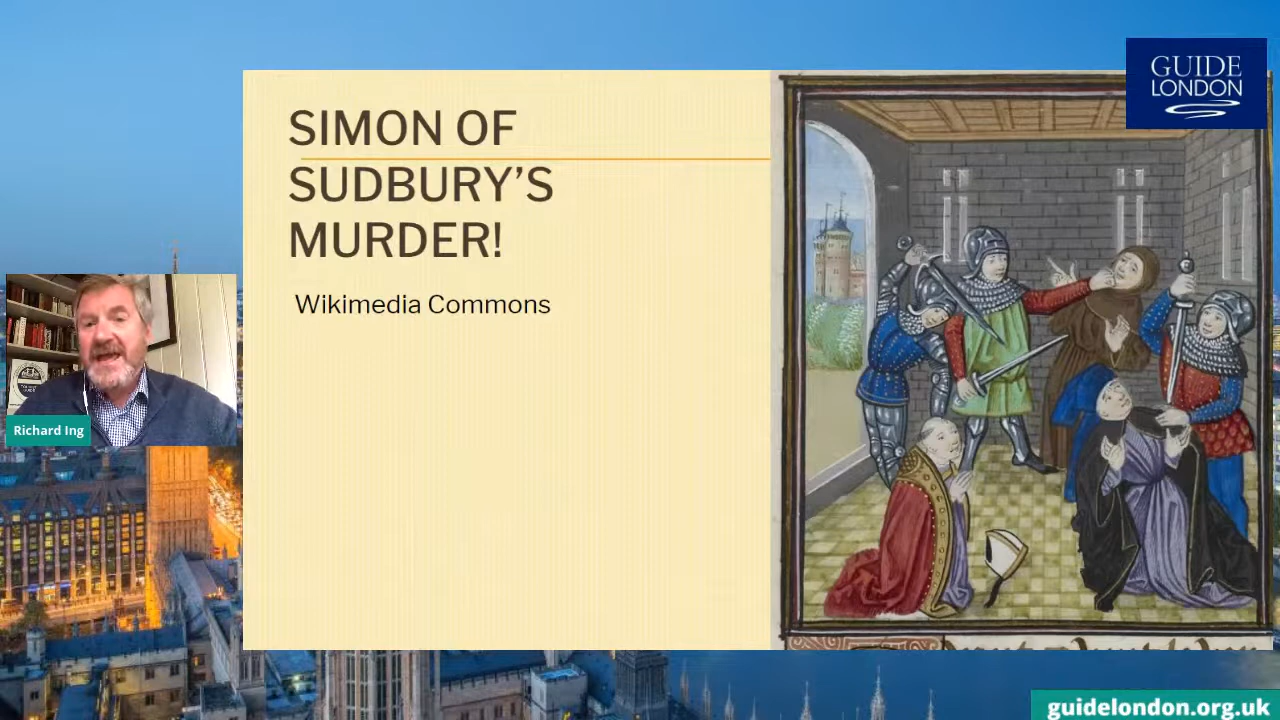 GUIDE
LONDON
SIMON OF
SUDBURY’S
MURDER!
Wikimedia Commons
Richard Ing
guidelondon.org.uk